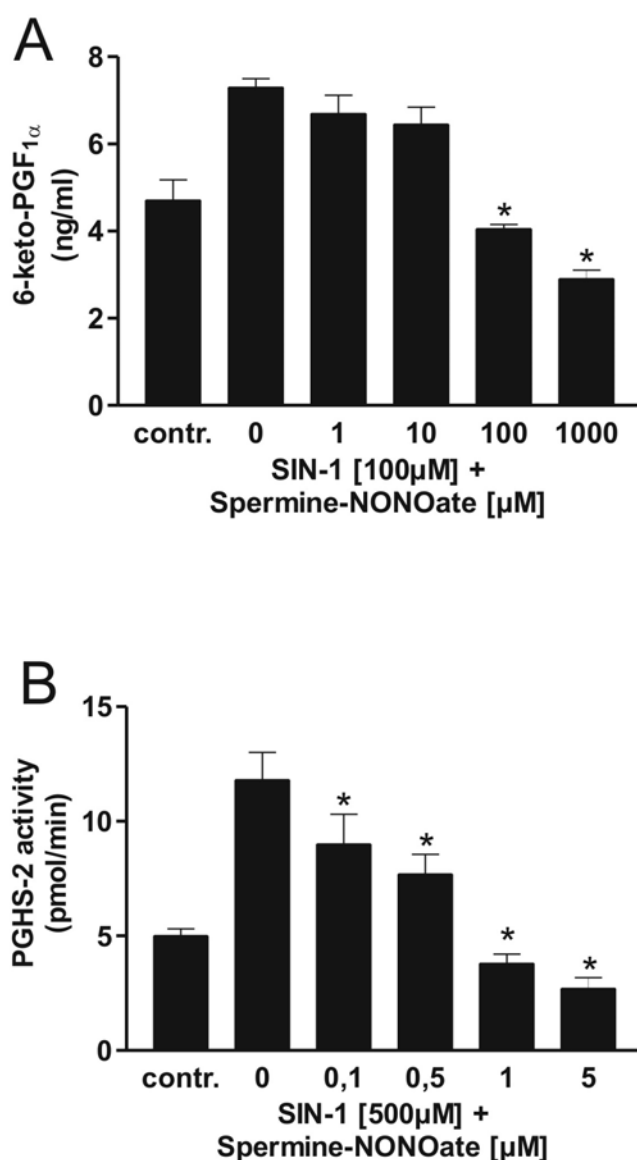 A
6-keto-PGF1α
(ng/ml)
8
6
4
2
0
* *
contr. 0 1 10 100 1000
SIN-1 [100µM] +
Spermine-NONOate [µM]
B
PGHS-2 activity
(pmol/min)
15
10
5
0
* * * *
contr. 0 0,1 0,5 1 5
SIN-1 [500µM] +
Spermine-NONOate [µM]